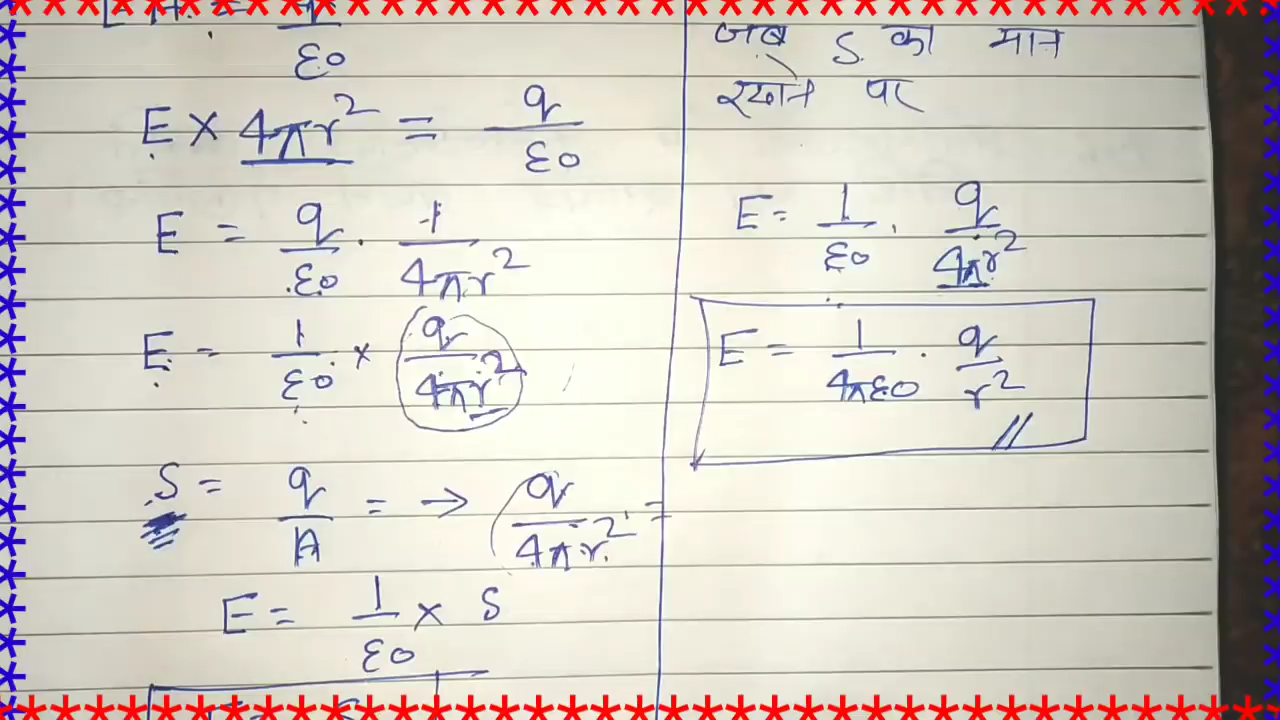 ε₀
E × 4πr² = q/ε₀
E = q/ε₀ · 1/4πr²
E = 1/ε₀ × q/4πr²
S = q/A = → q/4πr² =
E = 1/ε₀ × S
जब S का मान
रखने पर
E = 1/ε₀ · q/4πr²
E = 1/4πε₀ · q/r²